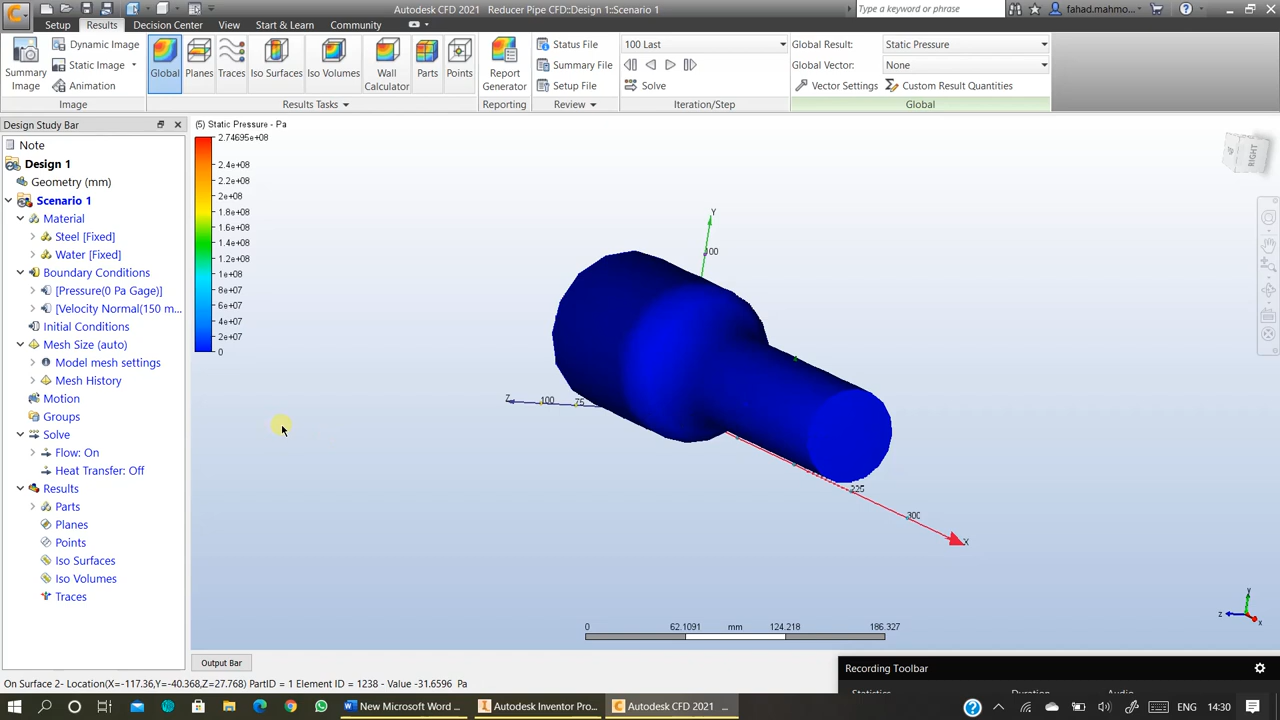 Autodesk CFD 2021 - Reducer Pipe CFD::Design 1::Scenario 1
Type a keyword or phrase
fahad.mahmo...
Setup
Results
Decision Center
View
Start & Learn
Community
Summary Image
Dynamic Image
Static Image
Animation
Image
Global
Planes
Traces
Iso Surfaces
Iso Volumes
Wall Calculator
Parts
Points
Results Tasks
Report Generator
Reporting
Status File
Summary File
Setup File
Review
100 Last
Solve
Iteration/Step
Global Result:
Static Pressure
Global Vector:
None
Vector Settings
Custom Result Quantities
Global
Design Study Bar
Note
Design 1
Geometry (mm)
Scenario 1
Material
Steel [Fixed]
Water [Fixed]
Boundary Conditions
[Pressure(0 Pa Gage)]
[Velocity Normal(150 m...
Initial Conditions
Mesh Size (auto)
Model mesh settings
Mesh History
Motion
Groups
Solve
Flow: On
Heat Transfer: Off
Results
Parts
Planes
Points
Iso Surfaces
Iso Volumes
Traces
(5) Static Pressure - Pa
2.74695e+08
2.4e+08
2.2e+08
2e+08
1.8e+08
1.6e+08
1.4e+08
1.2e+08
1e+08
8e+07
6e+07
4e+07
2e+07
0
Y
100
Z
100
75
225
300
X
RIGHT
Y
Z
X
0
62.1091
mm
124.218
186.327
Output Bar
Recording Toolbar
Statistics
Duration
Audio
On Surface 2- Location(X=-117.36,Y=-40.368,Z=27.768) PartID = 1 Element ID = 1238 - Value -31.6596 Pa
New Microsoft Word ...
Autodesk Inventor Pro...
Autodesk CFD 2021 - ...
ENG
14:30